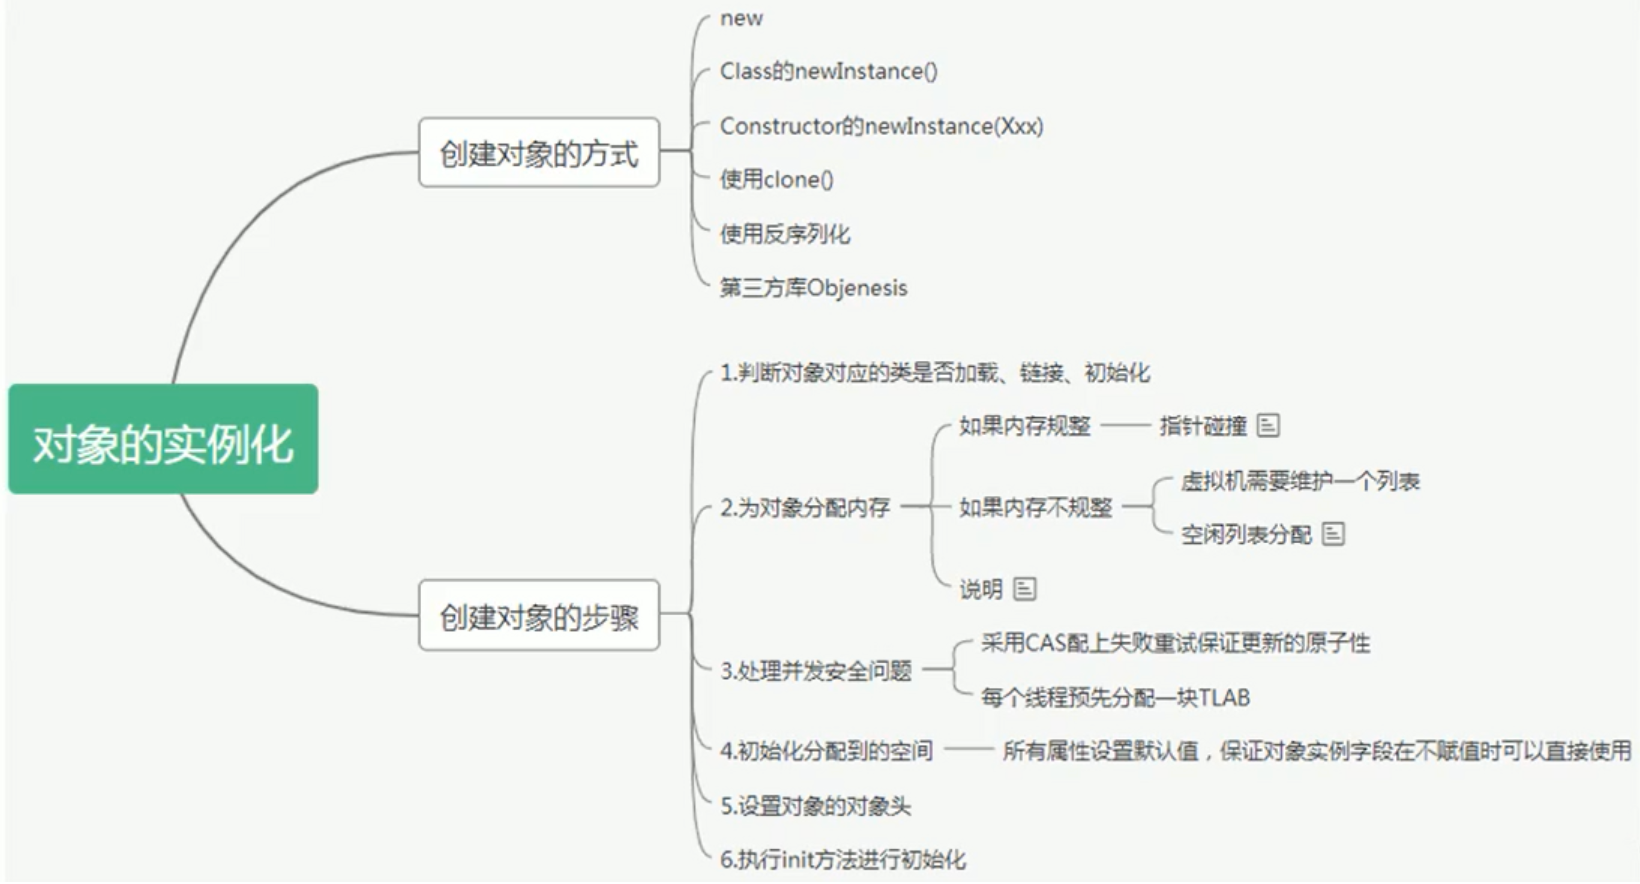 对象的实例化
创建对象的方式
new
Class的newInstance()
Constructor的newInstance(Xxx)
使用clone()
使用反序列化
第三方库Objenesis
创建对象的步骤
1.判断对象对应的类是否加载、链接、初始化
2.为对象分配内存
如果内存规整
指针碰撞
如果内存不规整
虚拟机需要维护一个列表
空闲列表分配
说明
3.处理并发安全问题
采用CAS配上失败重试保证更新的原子性
每个线程预先分配一块TLAB
4.初始化分配到的空间
所有属性设置默认值，保证对象实例字段在不赋值时可以直接使用
5.设置对象的对象头
6.执行init方法进行初始化